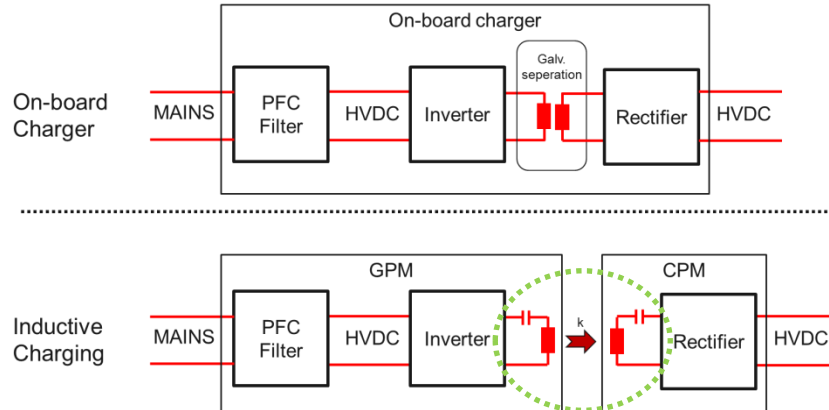 On-board charger
On-board
Charger
MAINS
PFC
Filter
HVDC
Inverter
Galv.
seperation
Rectifier
HVDC
Inductive
Charging
GPM
CPM
MAINS
PFC
Filter
HVDC
Inverter
k
Rectifier
HVDC